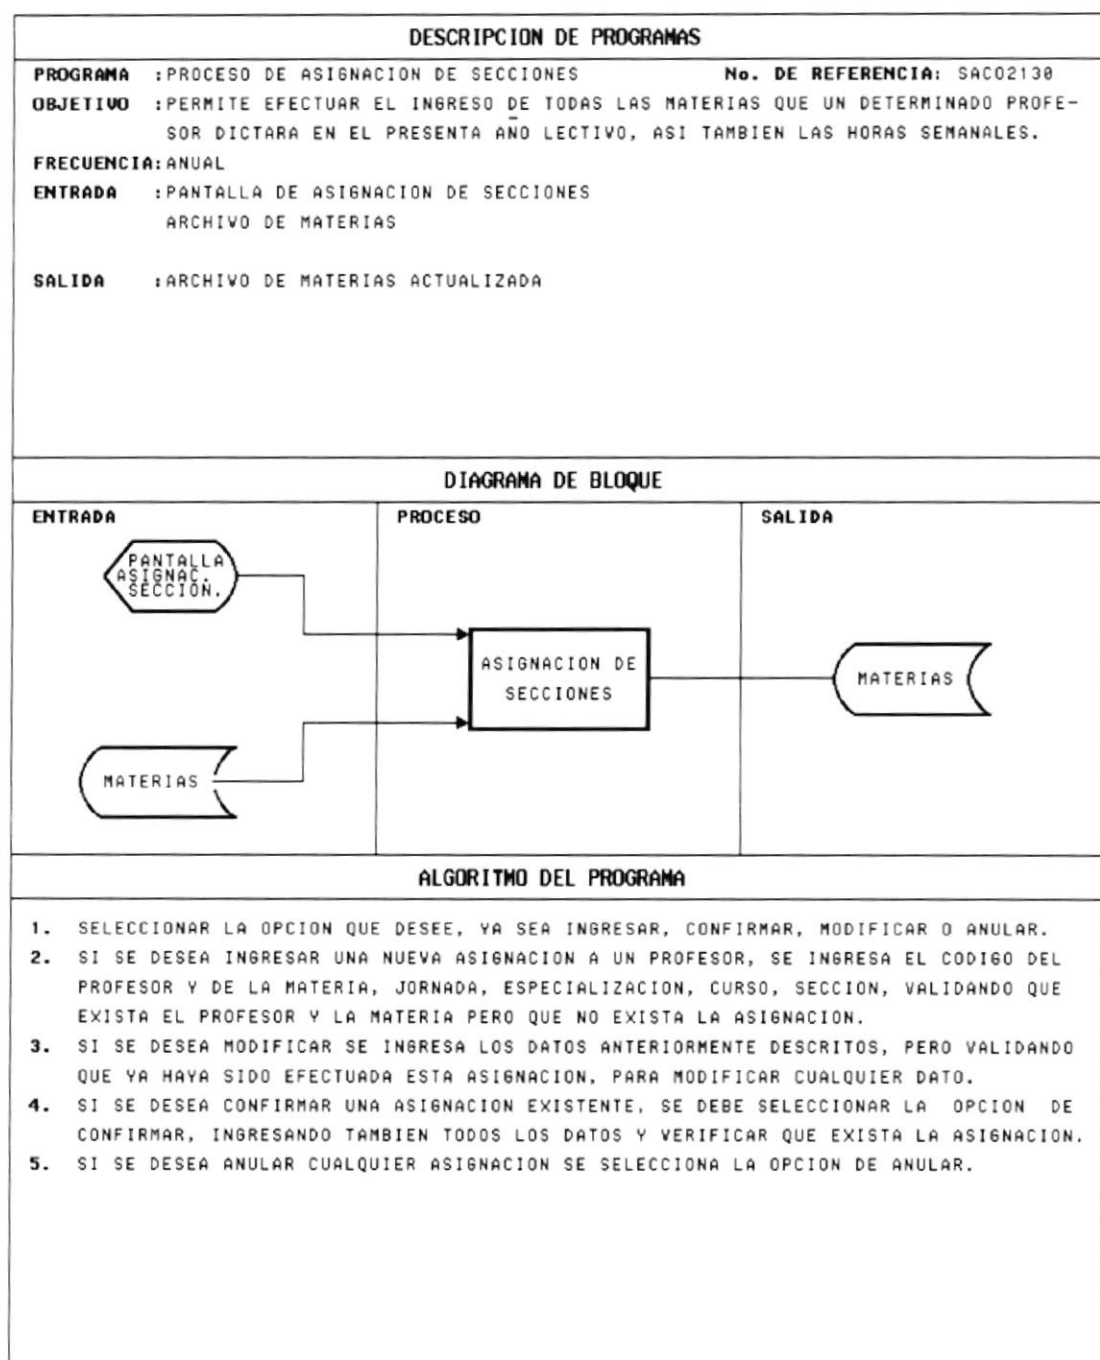 DESCRIPCION DE PROGRAMAS
PROGRAMA :PROCESO DE ASIGNACION DE SECCIONES No. DE REFERENCIA: SAC02130
OBJETIVO :PERMITE EFECTUAR EL INGRESO DE TODAS LAS MATERIAS QUE UN DETERMINADO PROFE-
SOR DICTARA EN EL PRESENTA ANO LECTIVO, ASI TAMBIEN LAS HORAS SEMANALES.
FRECUENCIA:ANUAL
ENTRADA :PANTALLA DE ASIGNACION DE SECCIONES
ARCHIVO DE MATERIAS
SALIDA :ARCHIVO DE MATERIAS ACTUALIZADA
DIAGRAMA DE BLOQUE
ENTRADA PROCESO SALIDA
PANTALLA
ASIGNAC.
SECCION.
ASIGNACION DE
SECCIONES
MATERIAS
MATERIAS
ALGORITMO DEL PROGRAMA
1. SELECCIONAR LA OPCION QUE DESEE, YA SEA INGRESAR, CONFIRMAR, MODIFICAR O ANULAR.
2. SI SE DESEA INGRESAR UNA NUEVA ASIGNACION A UN PROFESOR, SE INGRESA EL CODIGO DEL
PROFESOR Y DE LA MATERIA, JORNADA, ESPECIALIZACION, CURSO, SECCION, VALIDANDO QUE
EXISTA EL PROFESOR Y LA MATERIA PERO QUE NO EXISTA LA ASIGNACION.
3. SI SE DESEA MODIFICAR SE INGRESA LOS DATOS ANTERIORMENTE DESCRITOS, PERO VALIDANDO
QUE YA HAYA SIDO EFECTUADA ESTA ASIGNACION, PARA MODIFICAR CUALQUIER DATO.
4. SI SE DESEA CONFIRMAR UNA ASIGNACION EXISTENTE, SE DEBE SELECCIONAR LA OPCION DE
CONFIRMAR, INGRESANDO TAMBIEN TODOS LOS DATOS Y VERIFICAR QUE EXISTA LA ASIGNACION.
5. SI SE DESEA ANULAR CUALQUIER ASIGNACION SE SELECCIONA LA OPCION DE ANULAR.